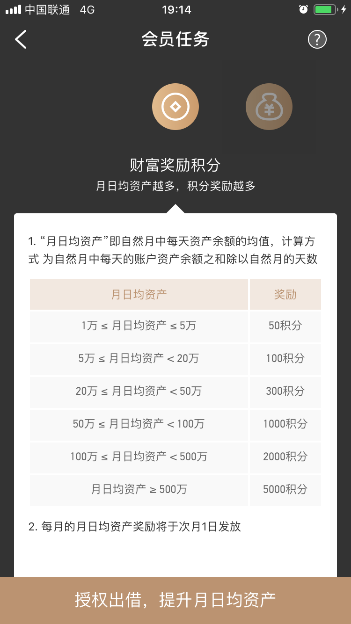 中国联通 4G 19:14
会员任务
?
财富奖励积分
月日均资产越多，积分奖励越多
1. “月日均资产”即自然月中每天资产余额的均值，计算方
式 为自然月中每天的账户资产余额之和除以自然月的天数
月日均资产 奖励
1万 ≤ 月日均资产 ≤ 5万 50积分
5万 ≤ 月日均资产 < 20万 100积分
20万 ≤ 月日均资产 < 50万 300积分
50万 ≤ 月日均资产 < 100万 1000积分
100万 ≤ 月日均资产 < 500万 2000积分
月日均资产 ≥ 500万 5000积分
2. 每月的月日均资产奖励将于次月1日发放
授权出借，提升月日均资产